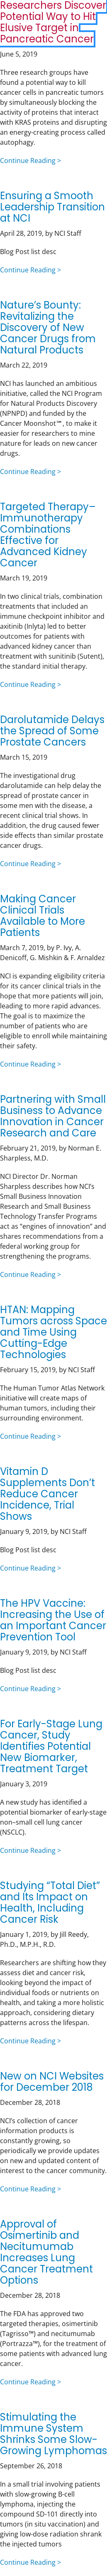 Researchers Discover
Potential Way to Hit
Elusive Target in
Pancreatic Cancer
June 5, 2019
Three research groups have
found a potential way to kill
cancer cells in pancreatic tumors
by simultaneously blocking the
activity of proteins that interact
with KRAS proteins and disrupting
an energy-creating process called
autophagy.
Continue Reading >
Ensuring a Smooth
Leadership Transition
at NCI
April 28, 2019, by NCI Staff
Blog Post list desc
Continue Reading >
Nature's Bounty:
Revitalizing the
Discovery of New
Cancer Drugs from
Natural Products
March 22, 2019
NCI has launched an ambitious
initiative, called the NCI Program
for Natural Products Discovery
(NPNPD) and funded by the
Cancer Moonshot℠, to make it
easier for researchers to mine
nature for leads on new cancer
drugs.
Continue Reading >
Targeted Therapy–
Immunotherapy
Combinations
Effective for
Advanced Kidney
Cancer
March 19, 2019
In two clinical trials, combination
treatments that included an
immune checkpoint inhibitor and
axitinib (Inlyta) led to better
outcomes for patients with
advanced kidney cancer than
treatment with sunitinib (Sutent),
the standard initial therapy.
Continue Reading >
Darolutamide Delays
the Spread of Some
Prostate Cancers
March 15, 2019
The investigational drug
darolutamide can help delay the
spread of prostate cancer in
some men with the disease, a
recent clinical trial shows. In
addition, the drug caused fewer
side effects than similar prostate
cancer drugs.
Continue Reading >
Making Cancer
Clinical Trials
Available to More
Patients
March 7, 2019, by P. Ivy, A.
Denicoff, G. Mishkin & F. Arnaldez
NCI is expanding eligibility criteria
for its cancer clinical trials in the
hope that more patients will join,
leading to more rapid advances.
The goal is to maximize the
number of patients who are
eligible to enroll while maintaining
their safety.
Continue Reading >
Partnering with Small
Business to Advance
Innovation in Cancer
Research and Care
February 21, 2019, by Norman E.
Sharpless, M.D.
NCI Director Dr. Norman
Sharpless describes how NCI's
Small Business Innovation
Research and Small Business
Technology Transfer Programs
act as "engines of innovation" and
shares recommendations from a
federal working group for
strengthening the programs.
Continue Reading >
HTAN: Mapping
Tumors across Space
and Time Using
Cutting-Edge
Technologies
February 15, 2019, by NCI Staff
The Human Tumor Atlas Network
initiative will create maps of
human tumors, including their
surrounding environment.
Continue Reading >
Vitamin D
Supplements Don't
Reduce Cancer
Incidence, Trial
Shows
January 9, 2019, by NCI Staff
Blog Post list desc
Continue Reading >
The HPV Vaccine:
Increasing the Use of
an Important Cancer
Prevention Tool
January 9, 2019, by NCI Staff
Blog Post list desc
Continue Reading >
For Early-Stage Lung
Cancer, Study
Identifies Potential
New Biomarker,
Treatment Target
January 3, 2019
A new study has identified a
potential biomarker of early-stage
non–small cell lung cancer
(NSCLC).
Continue Reading >
Studying "Total Diet"
and Its Impact on
Health, Including
Cancer Risk
January 1, 2019, by Jill Reedy,
Ph.D., M.P.H., R.D.
Researchers are shifting how they
assess diet and cancer risk,
looking beyond the impact of
individual foods or nutrients on
health, and taking a more holistic
approach, considering dietary
patterns across the lifespan.
Continue Reading >
New on NCI Websites
for December 2018
December 28, 2018
NCI's collection of cancer
information products is
constantly growing, so
periodically we provide updates
on new and updated content of
interest to the cancer community.
Continue Reading >
Approval of
Osimertinib and
Necitumumab
Increases Lung
Cancer Treatment
Options
December 28, 2018
The FDA has approved two
targeted therapies, osimertinib
(Tagrisso™) and necitumumab
(Portrazza™), for the treatment of
some patients with advanced lung
cancer.
Continue Reading >
Stimulating the
Immune System
Shrinks Some Slow-
Growing Lymphomas
September 26, 2018
In a small trial involving patients
with slow-growing B-cell
lymphoma, injecting the
compound SD-101 directly into
tumors (in situ vaccination) and
giving low-dose radiation shrank
the injected tumors
Continue Reading >